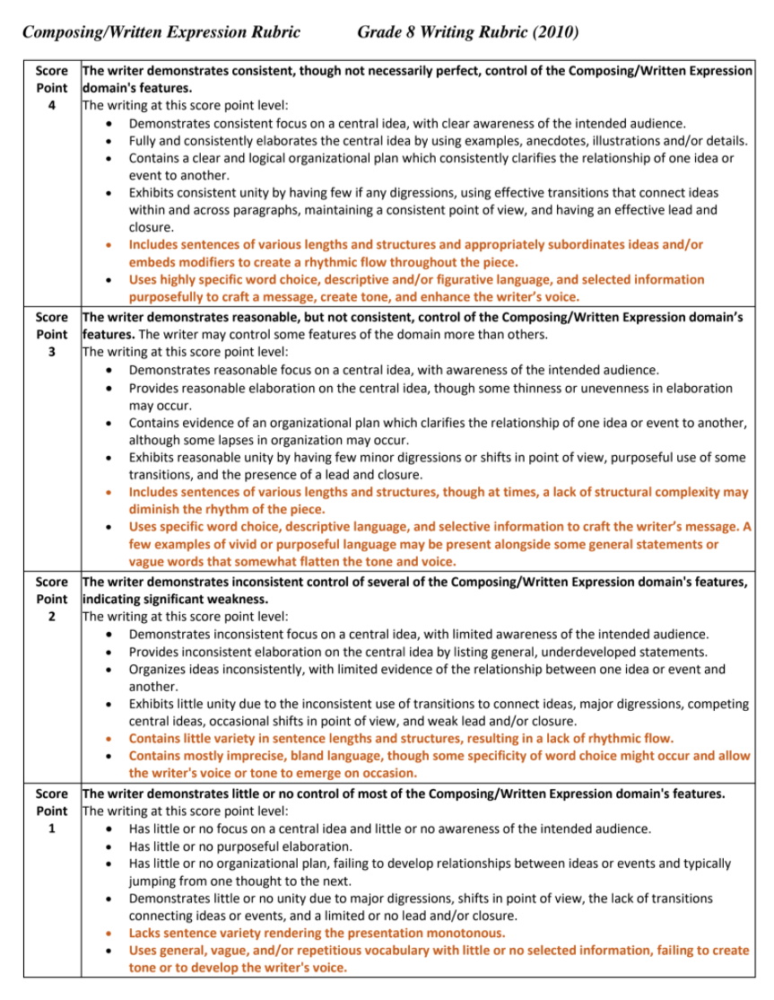 Composing/Written Expression Rubric Grade 8 Writing Rubric (2010)
Score Point 4
The writer demonstrates consistent, though not necessarily perfect, control of the Composing/Written Expression
domain's features.
The writing at this score point level:
• Demonstrates consistent focus on a central idea, with clear awareness of the intended audience.
• Fully and consistently elaborates the central idea by using examples, anecdotes, illustrations and/or details.
• Contains a clear and logical organizational plan which consistently clarifies the relationship of one idea or
event to another.
• Exhibits consistent unity by having few if any digressions, using effective transitions that connect ideas
within and across paragraphs, maintaining a consistent point of view, and having an effective lead and
closure.
• Includes sentences of various lengths and structures and appropriately subordinates ideas and/or
embeds modifiers to create a rhythmic flow throughout the piece.
• Uses highly specific word choice, descriptive and/or figurative language, and selected information
purposefully to craft a message, create tone, and enhance the writer’s voice.
Score Point 3
The writer demonstrates reasonable, but not consistent, control of the Composing/Written Expression domain’s
features. The writer may control some features of the domain more than others.
The writing at this score point level:
• Demonstrates reasonable focus on a central idea, with awareness of the intended audience.
• Provides reasonable elaboration on the central idea, though some thinness or unevenness in elaboration
may occur.
• Contains evidence of an organizational plan which clarifies the relationship of one idea or event to another,
although some lapses in organization may occur.
• Exhibits reasonable unity by having few minor digressions or shifts in point of view, purposeful use of some
transitions, and the presence of a lead and closure.
• Includes sentences of various lengths and structures, though at times, a lack of structural complexity may
diminish the rhythm of the piece.
• Uses specific word choice, descriptive language, and selective information to craft the writer’s message. A
few examples of vivid or purposeful language may be present alongside some general statements or
vague words that somewhat flatten the tone and voice.
Score Point 2
The writer demonstrates inconsistent control of several of the Composing/Written Expression domain's features,
indicating significant weakness.
The writing at this score point level:
• Demonstrates inconsistent focus on a central idea, with limited awareness of the intended audience.
• Provides inconsistent elaboration on the central idea by listing general, underdeveloped statements.
• Organizes ideas inconsistently, with limited evidence of the relationship between one idea or event and
another.
• Exhibits little unity due to the inconsistent use of transitions to connect ideas, major digressions, competing
central ideas, occasional shifts in point of view, and weak lead and/or closure.
• Contains little variety in sentence lengths and structures, resulting in a lack of rhythmic flow.
• Contains mostly imprecise, bland language, though some specificity of word choice might occur and allow
the writer's voice or tone to emerge on occasion.
Score Point 1
The writer demonstrates little or no control of most of the Composing/Written Expression domain's features.
The writing at this score point level:
• Has little or no focus on a central idea and little or no awareness of the intended audience.
• Has little or no purposeful elaboration.
• Has little or no organizational plan, failing to develop relationships between ideas or events and typically
jumping from one thought to the next.
• Demonstrates little or no unity due to major digressions, shifts in point of view, the lack of transitions
connecting ideas or events, and a limited or no lead and/or closure.
• Lacks sentence variety rendering the presentation monotonous.
• Uses general, vague, and/or repetitious vocabulary with little or no selected information, failing to create
tone or to develop the writer's voice.